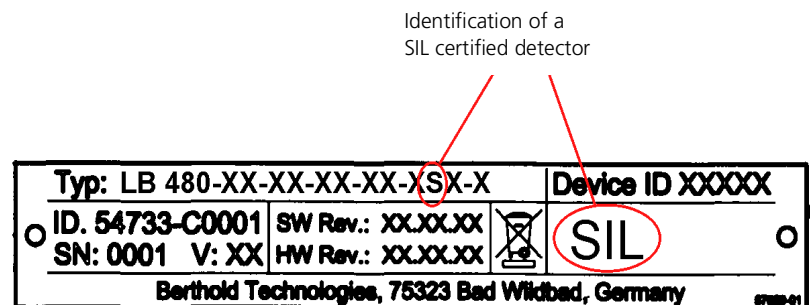 Identification of a
SIL certified detector
Typ: LB 480-XX-XX-XX-XX-XSX-X
Device ID XXXXX
ID. 54733-C0001
SN: 0001 V: XX
SW Rev.: XX.XX.XX
HW Rev.: XX.XX.XX
SIL
Berthold Technologies, 75323 Bad Wildbad, Germany